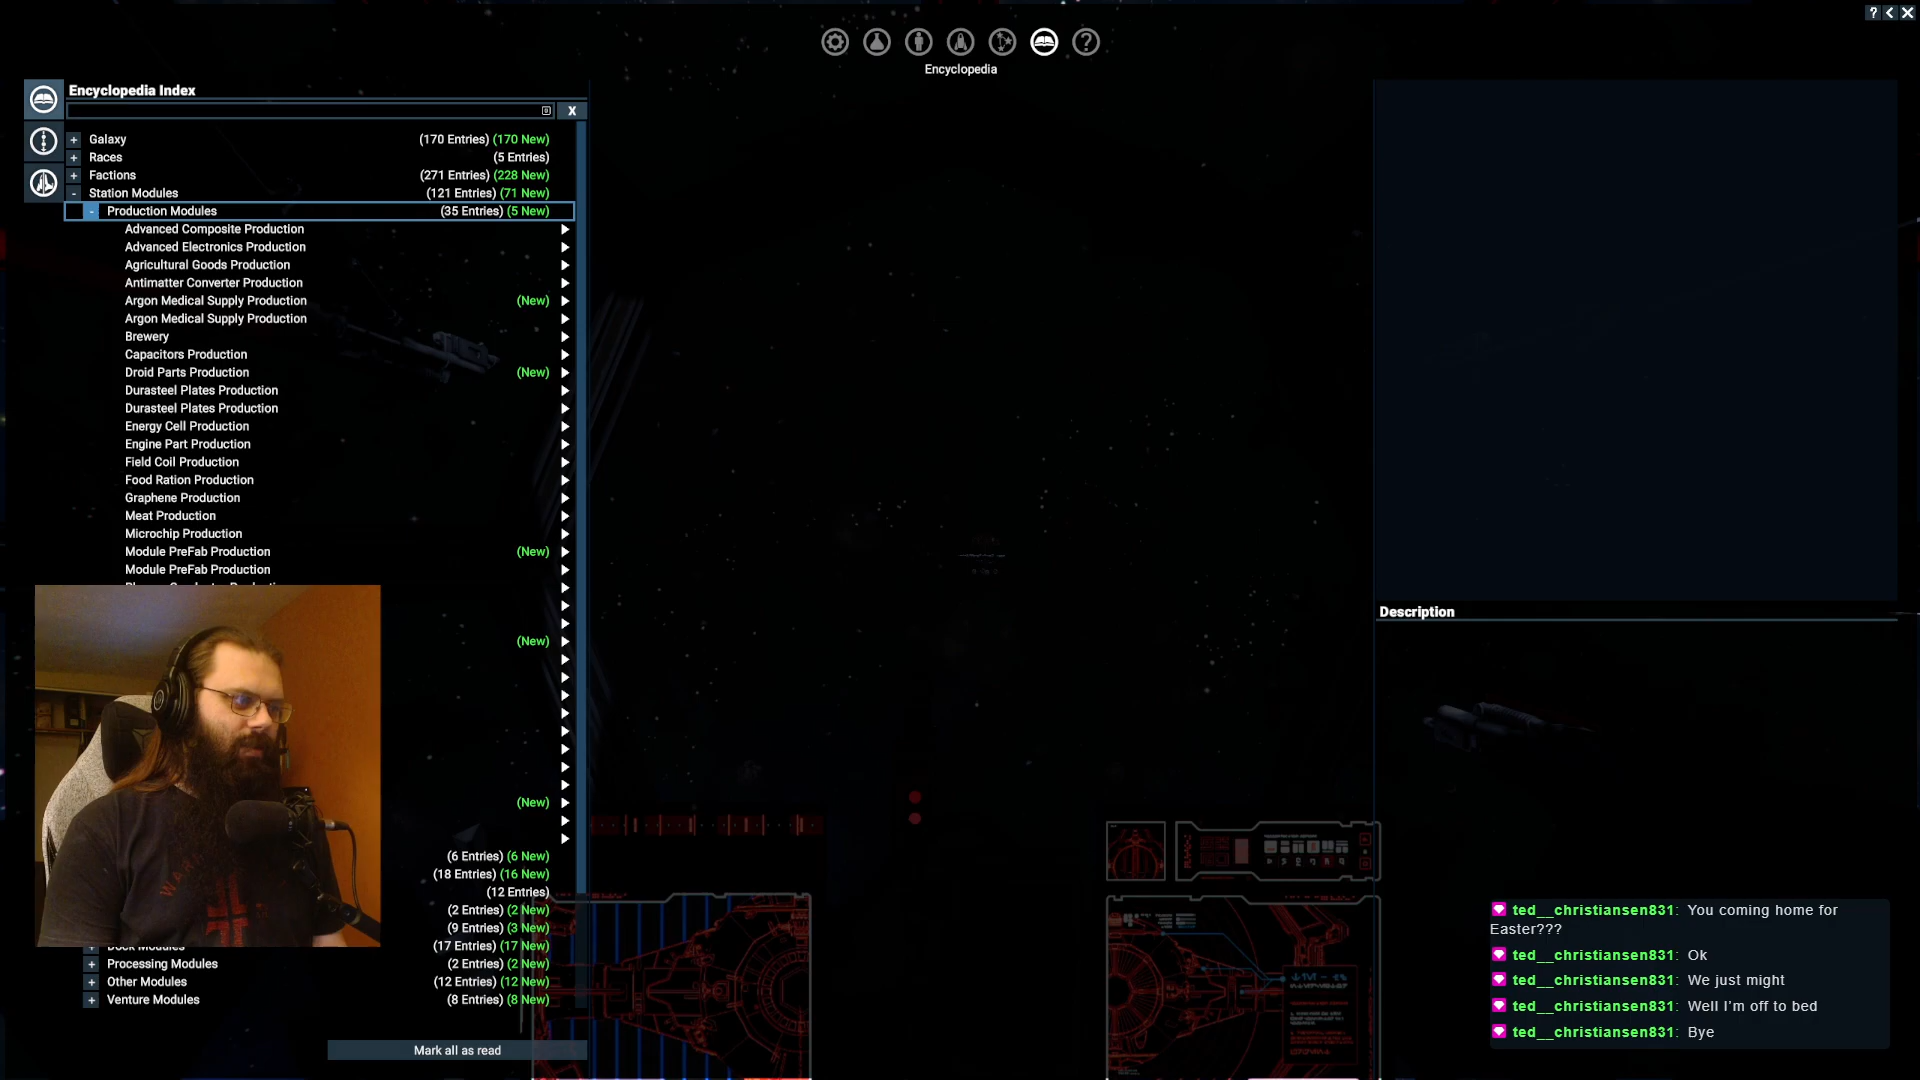 ? < X
Encyclopedia
Encyclopedia Index
X
+ Galaxy (170 Entries) (170 New)
+ Races (5 Entries)
+ Factions (271 Entries) (228 New)
- Station Modules (121 Entries) (71 New)
- Production Modules (35 Entries) (5 New)
Advanced Composite Production
Advanced Electronics Production
Agricultural Goods Production
Antimatter Converter Production
Argon Medical Supply Production (New)
Argon Medical Supply Production
Brewery
Capacitors Production
Droid Parts Production (New)
Durasteel Plates Production
Durasteel Plates Production
Energy Cell Production
Engine Part Production
Field Coil Production
Food Ration Production
Graphene Production
Meat Production
Microchip Production
Module PreFab Production (New)
Module PreFab Production
(New)
(New)
(6 Entries) (6 New)
(18 Entries) (16 New)
(12 Entries)
(2 Entries) (2 New)
(9 Entries) (3 New)
+ Dock Modules (17 Entries) (17 New)
+ Processing Modules (2 Entries) (2 New)
+ Other Modules (12 Entries) (12 New)
+ Venture Modules (8 Entries) (8 New)
Mark all as read
Description
ted__christiansen831: You coming home for
Easter???
ted__christiansen831: Ok
ted__christiansen831: We just might
ted__christiansen831: Well I'm off to bed
ted__christiansen831: Bye